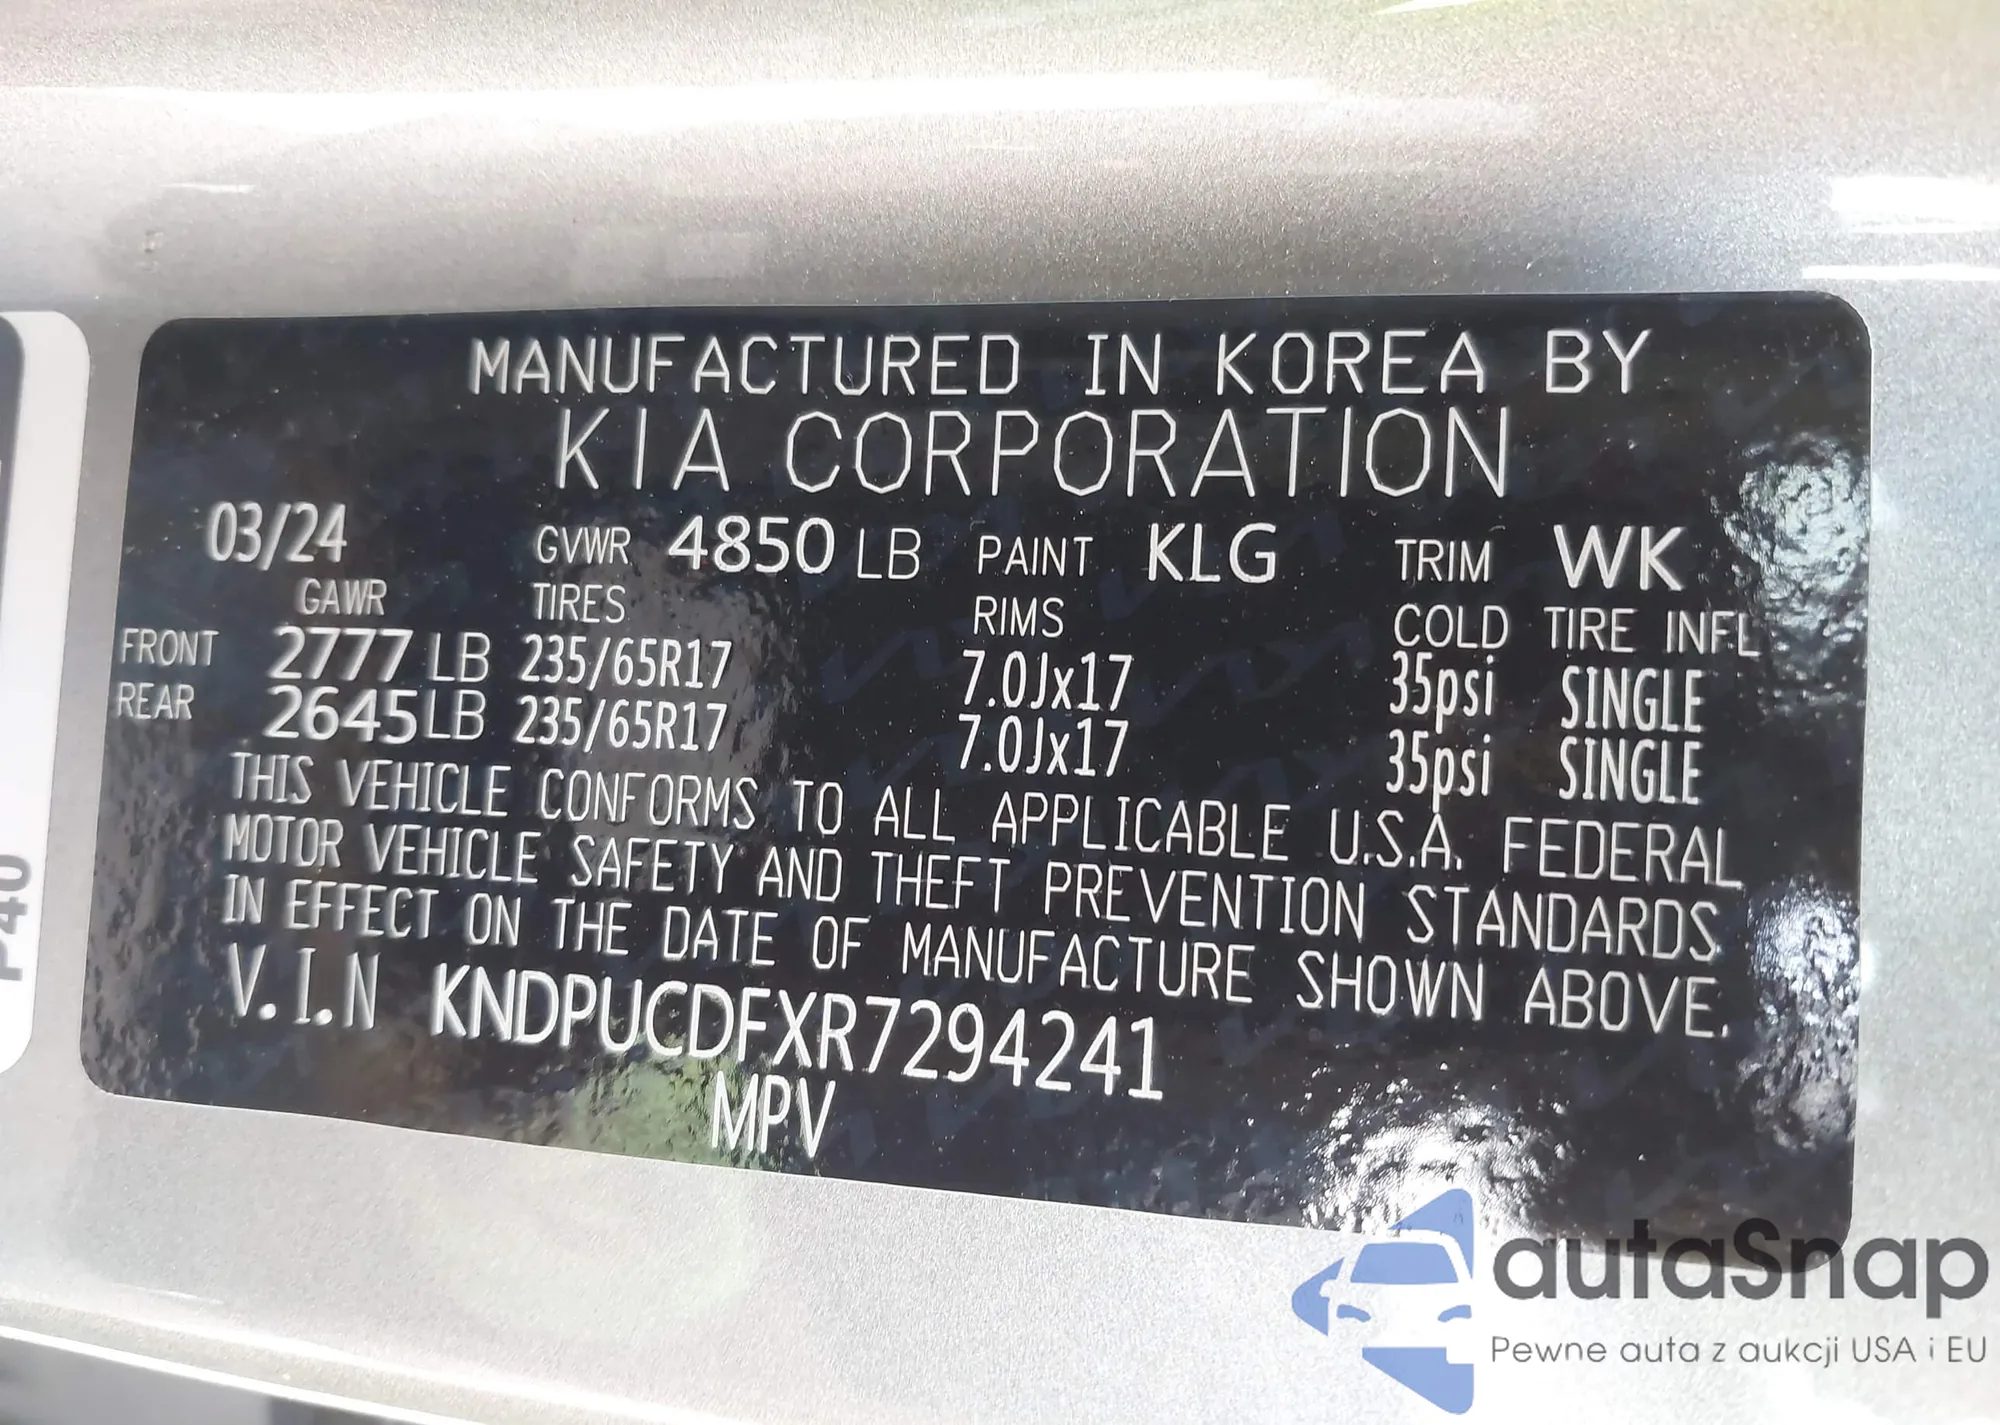 MANUFACTURED IN KOREA BY
KIA CORPORATION
03/24 GVWR 4850 LB PAINT KLG TRIM WK
GAWR TIRES RIMS COLD TIRE INFL
FRONT 2777 LB 235/65R17 7.0Jx17 35psi SINGLE
REAR 2645 LB 235/65R17 7.0Jx17 35psi SINGLE
THIS VEHICLE CONFORMS TO ALL APPLICABLE U.S.A. FEDERAL
MOTOR VEHICLE SAFETY AND THEFT PREVENTION STANDARDS
IN EFFECT ON THE DATE OF MANUFACTURE SHOWN ABOVE.
V.I.N KNDPUCDFXR7294241
MPV
P40
autaSnap
Pewne auta z aukcji USA i EU